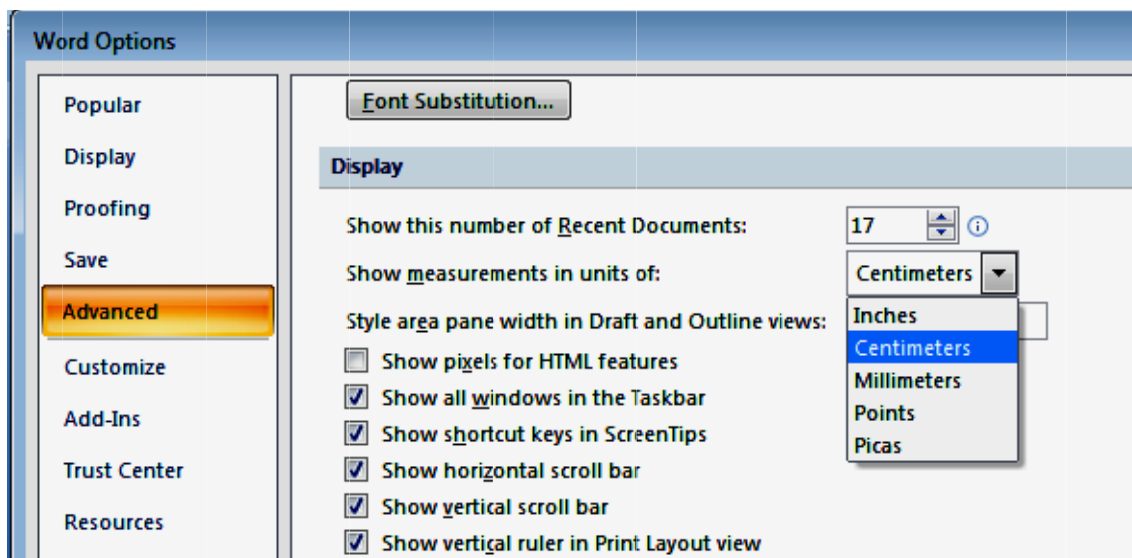 Word Options
Popular
Display
Proofing
Save
Advanced
Customize
Add-Ins
Trust Center
Resources
Font Substitution...
Display
Show this number of Recent Documents: 17
Show measurements in units of: Centimeters
Style area pane width in Draft and Outline views:
Inches
Centimeters
Millimeters
Points
Picas
Show pixels for HTML features
Show all windows in the Taskbar
Show shortcut keys in ScreenTips
Show horizontal scroll bar
Show vertical scroll bar
Show vertical ruler in Print Layout view